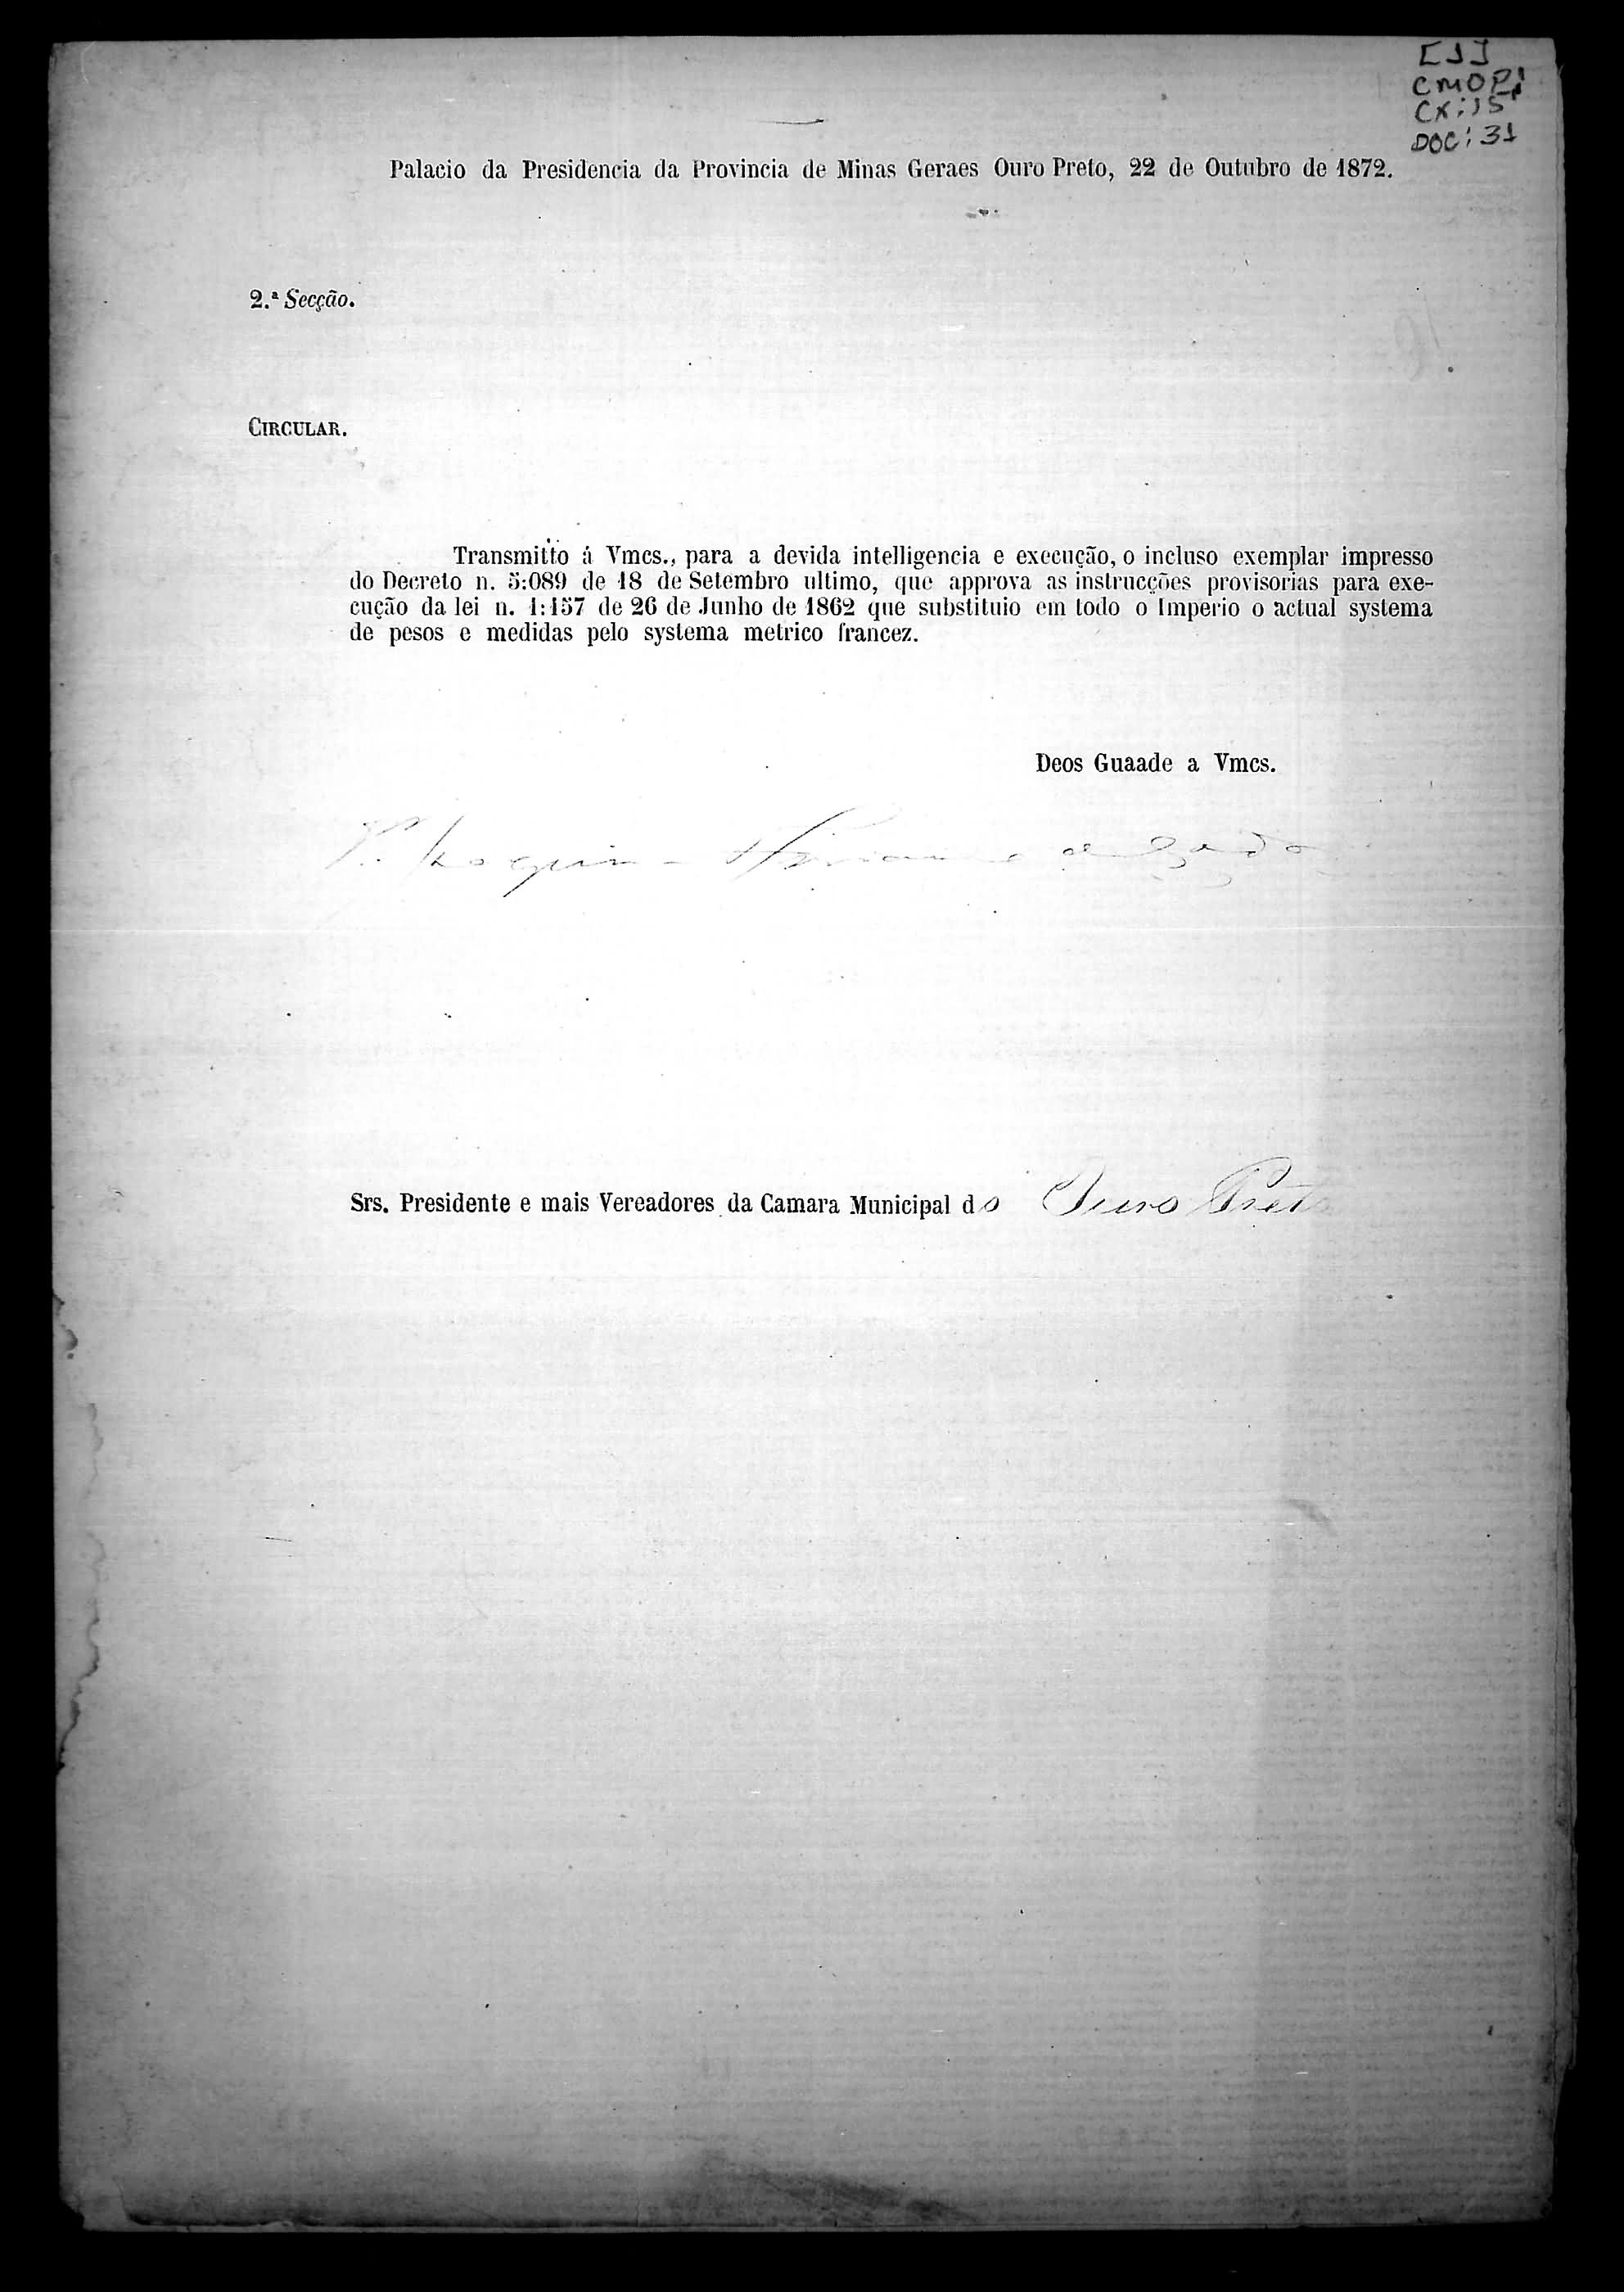 [1]
CMOP;
CX: 15
DOC: 31
Palacio da Presidencia da Provincia de Minas Geraes Ouro Preto, 22 de Outubro de 1872.
2.ª Secção.
CIRCULAR.
Transmitto á Vmcs., para a devida intelligencia e execução, o incluso exemplar impresso
do Decreto n. 5:089 de 18 de Setembro ultimo, que approva as instrucções provisorias para exe-
cução da lei n. 1:157 de 26 de Junho de 1862 que substituio em todo o Imperio o actual systema
de pesos e medidas pelo systema metrico francez.
Deos Guaade a Vmcs.
Srs. Presidente e mais Vereadores da Camara Municipal do Ouro Preto